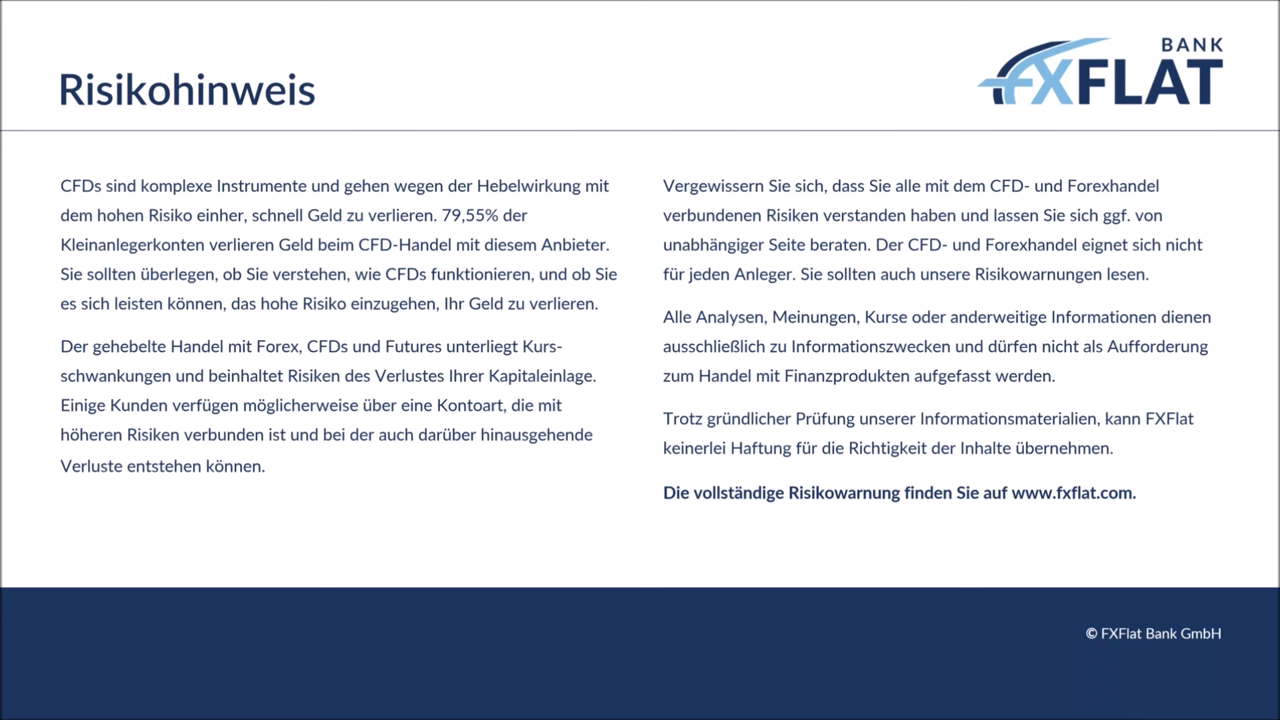 Risikohinweis
BANK
FXFLAT
CFDs sind komplexe Instrumente und gehen wegen der Hebelwirkung mit
dem hohen Risiko einher, schnell Geld zu verlieren. 79,55% der
Kleinanlegerkonten verlieren Geld beim CFD-Handel mit diesem Anbieter.
Sie sollten überlegen, ob Sie verstehen, wie CFDs funktionieren, und ob Sie
es sich leisten können, das hohe Risiko einzugehen, Ihr Geld zu verlieren.
Der gehebelte Handel mit Forex, CFDs und Futures unterliegt Kurs-
schwankungen und beinhaltet Risiken des Verlustes Ihrer Kapitaleinlage.
Einige Kunden verfügen möglicherweise über eine Kontoart, die mit
höheren Risiken verbunden ist und bei der auch darüber hinausgehende
Verluste entstehen können.
Vergewissern Sie sich, dass Sie alle mit dem CFD- und Forexhandel
verbundenen Risiken verstanden haben und lassen Sie sich ggf. von
unabhängiger Seite beraten. Der CFD- und Forexhandel eignet sich nicht
für jeden Anleger. Sie sollten auch unsere Risikowarnungen lesen.
Alle Analysen, Meinungen, Kurse oder anderweitige Informationen dienen
ausschließlich zu Informationszwecken und dürfen nicht als Aufforderung
zum Handel mit Finanzprodukten aufgefasst werden.
Trotz gründlicher Prüfung unserer Informationsmaterialien, kann FXFlat
keinerlei Haftung für die Richtigkeit der Inhalte übernehmen.
Die vollständige Risikowarnung finden Sie auf www.fxflat.com.
© FXFlat Bank GmbH